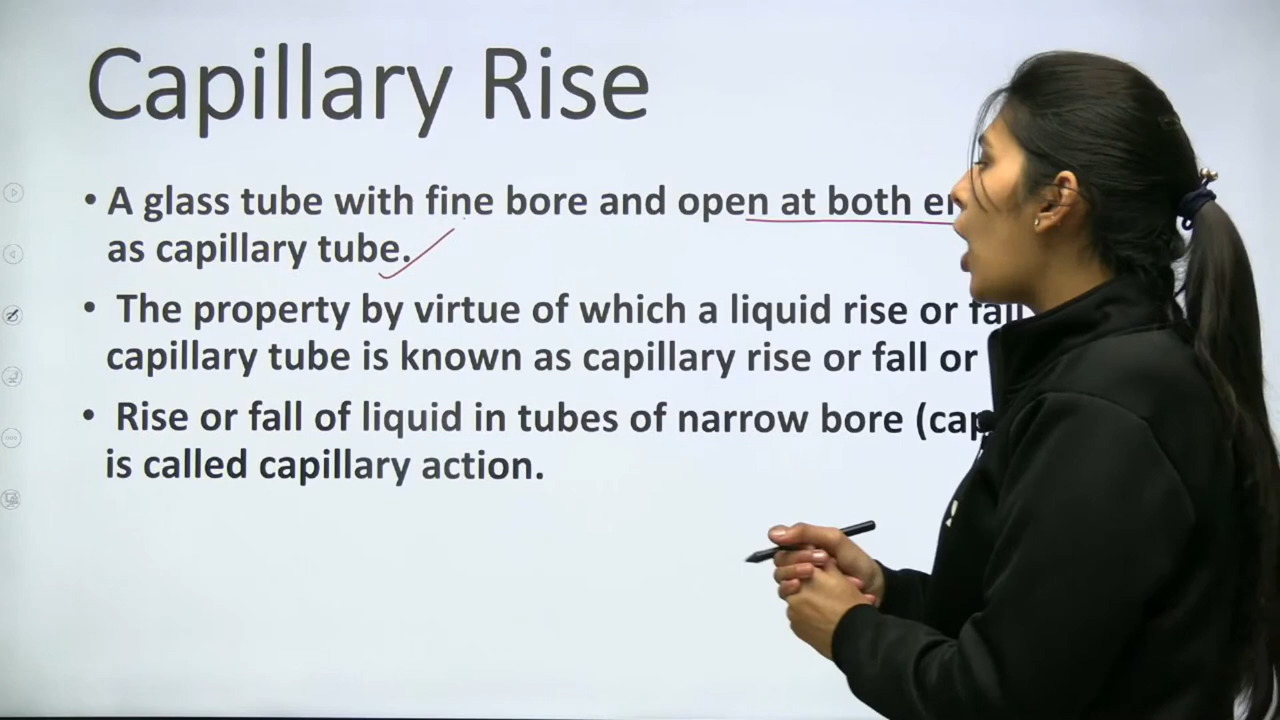 Capillary Rise
• A glass tube with fine bore and open at both
as capillary tube.
• The property by virtue of which a liquid rise or fall
capillary tube is known as capillary rise or fall or
• Rise or fall of liquid in tubes of narrow bore
is called capillary action.